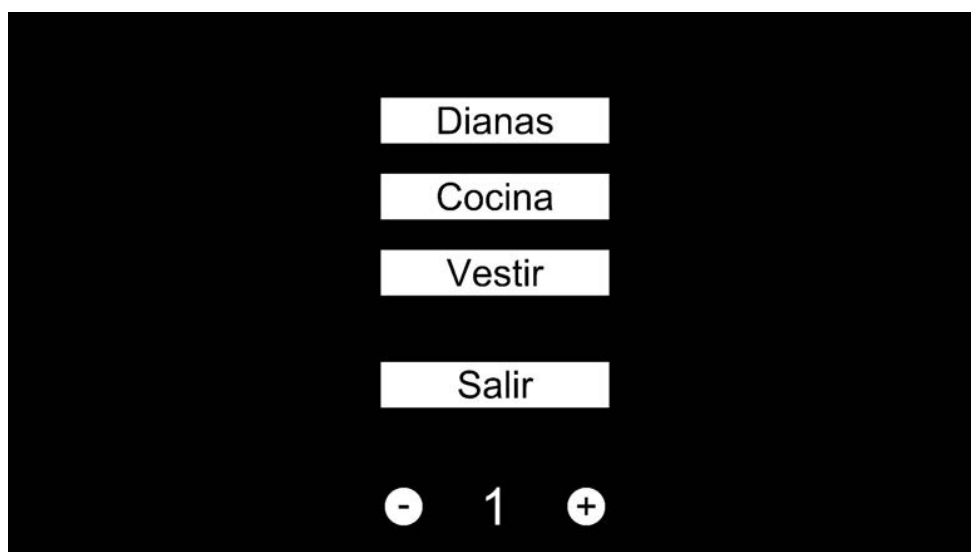 Dianas
Cocina
Vestir
Salir
- 1 +